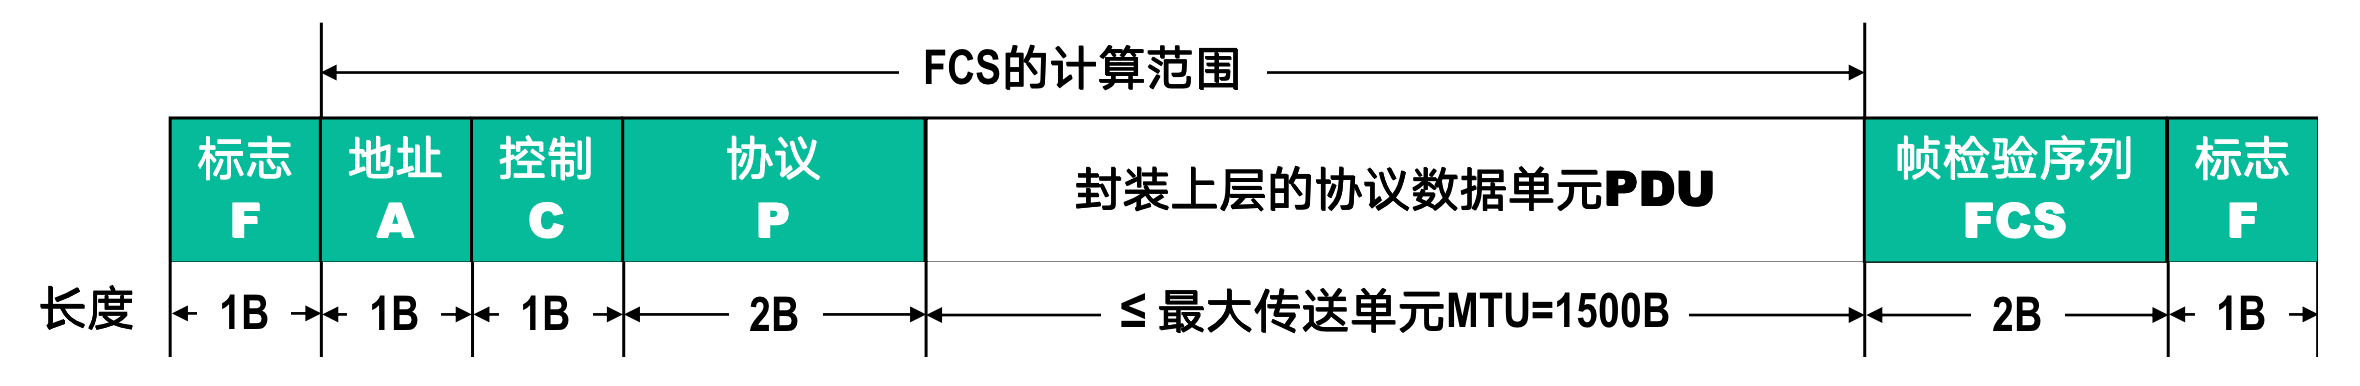 FCS的计算范围
标志 地址 控制 协议 封装上层的协议数据单元PDU 帧检验序列 标志
F A C P FCS F
长度 1B 1B 1B 2B ≤ 最大传送单元MTU=1500B 2B 1B